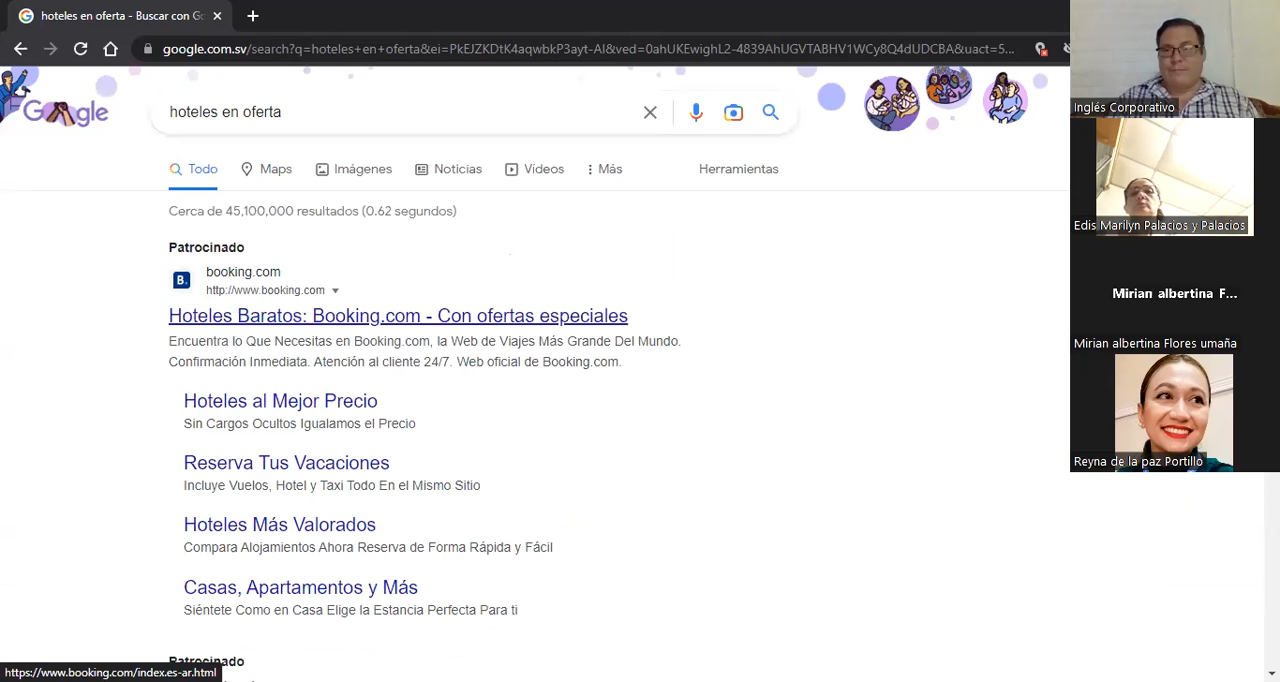 hoteles en oferta - Buscar con Go
google.com.sv/search?q=hoteles+en+oferta&ei=PkEJZKDtK4aqwbkP3ayt-AI&ved=0ahUKEwighL2-4839AhUGVTABHV1WCy8Q4dUDCBA&uact=5...
Google
hoteles en oferta
Todo
Maps
Imágenes
Noticias
Vídeos
Más
Herramientas
Cerca de 45,100,000 resultados (0.62 segundos)
Patrocinado
B.
booking.com
http://www.booking.com
Hoteles Baratos: Booking.com - Con ofertas especiales
Encuentra lo Que Necesitas en Booking.com, la Web de Viajes Más Grande Del Mundo.
Confirmación Inmediata. Atención al cliente 24/7. Web oficial de Booking.com.
Hoteles al Mejor Precio
Sin Cargos Ocultos Igualamos el Precio
Reserva Tus Vacaciones
Incluye Vuelos, Hotel y Taxi Todo En el Mismo Sitio
Hoteles Más Valorados
Compara Alojamientos Ahora Reserva de Forma Rápida y Fácil
Casas, Apartamentos y Más
Siéntete Como en Casa Elige la Estancia Perfecta Para ti
Patrocinado
https://www.booking.com/index.es-ar.html
Inglés Corporativo
Edis Marilyn Palacios y Palacios
Mirian albertina F...
Mirian albertina Flores umaña
Reyna de la paz Portillo